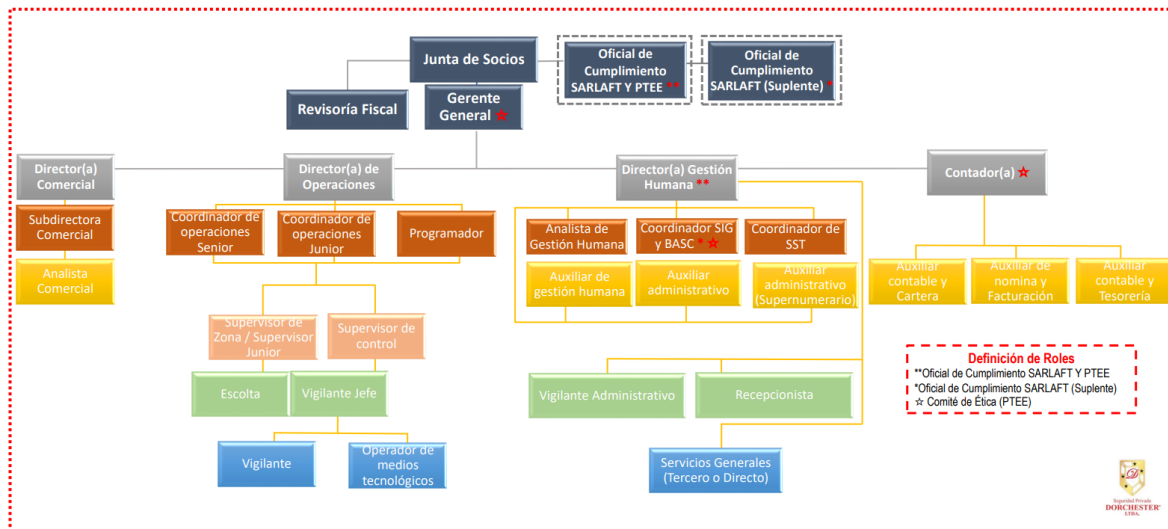 Junta de Socios
Oficial de
Cumplimiento
SARLAFT Y PTEE **
Oficial de
Cumplimiento
SARLAFT (Suplente) *
Revisoría Fiscal
Gerente
General ☆
Director(a)
Comercial
Director(a) de
Operaciones
Director(a) Gestión
Humana **
Contador(a) ☆
Subdirectora
Comercial
Coordinador de
operaciones
Senior
Coordinador de
operaciones
Junior
Programador
Analista de
Gestión Humana
Coordinador SIG
y BASC * ☆
Coordinador de
SST
Analista
Comercial
Auxiliar de
gestión humana
Auxiliar
administrativo
Auxiliar
administrativo
(Supernumerario)
Auxiliar
contable y
Cartera
Auxiliar de
nomina y
Facturación
Auxiliar
contable y
Tesorería
Supervisor de
Zona / Supervisor
Junior
Supervisor de
control
Escolta
Vigilante Jefe
Vigilante Administrativo
Recepcionista
Vigilante
Operador de
medios
tecnológicos
Servicios Generales
(Tercero o Directo)
Definición de Roles
**Oficial de Cumplimiento SARLAFT Y PTEE
*Oficial de Cumplimiento SARLAFT (Suplente)
☆ Comité de Ética (PTEE)
D
Seguridad Privada
DORCHESTER
LTDA.